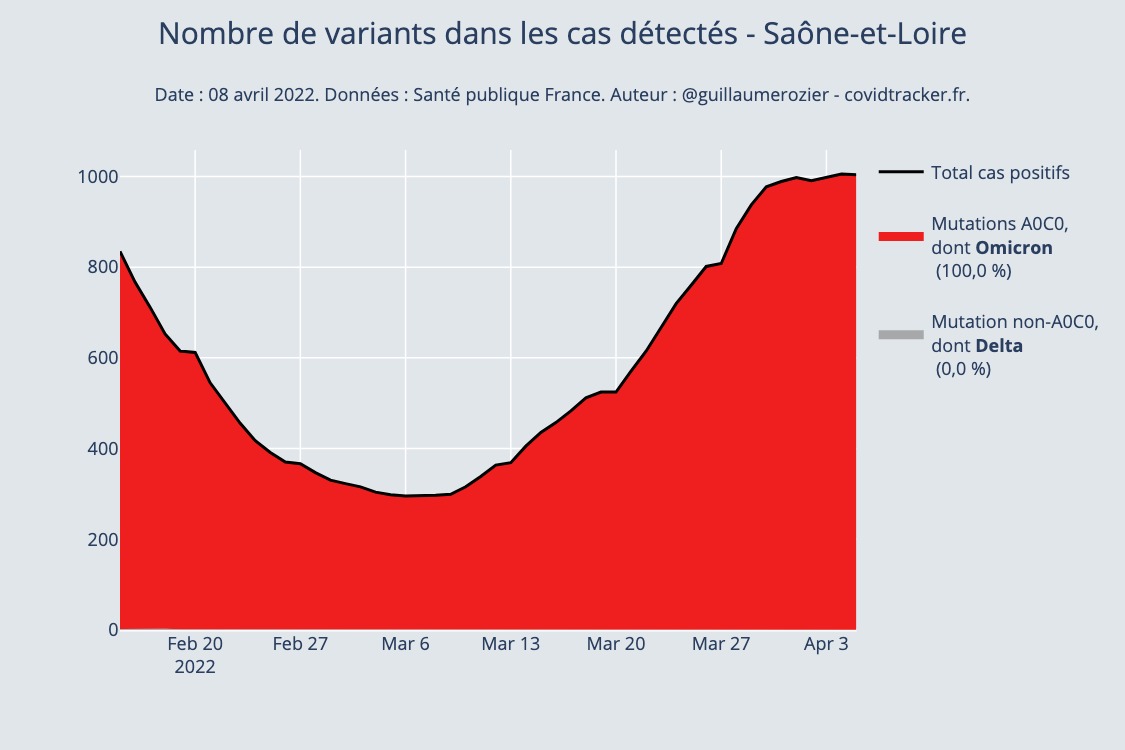 Nombre de variants dans les cas détectés - Saône-et-Loire
Date : 08 avril 2022. Données : Santé publique France. Auteur : @guillaumerozier - covidtracker.fr.
1000
800
600
400
200
0
Feb 20
2022
Feb 27
Mar 6
Mar 13
Mar 20
Mar 27
Apr 3
Total cas positifs
Mutations A0C0,
dont Omicron
(100,0 %)
Mutation non-A0C0,
dont Delta
(0,0 %)